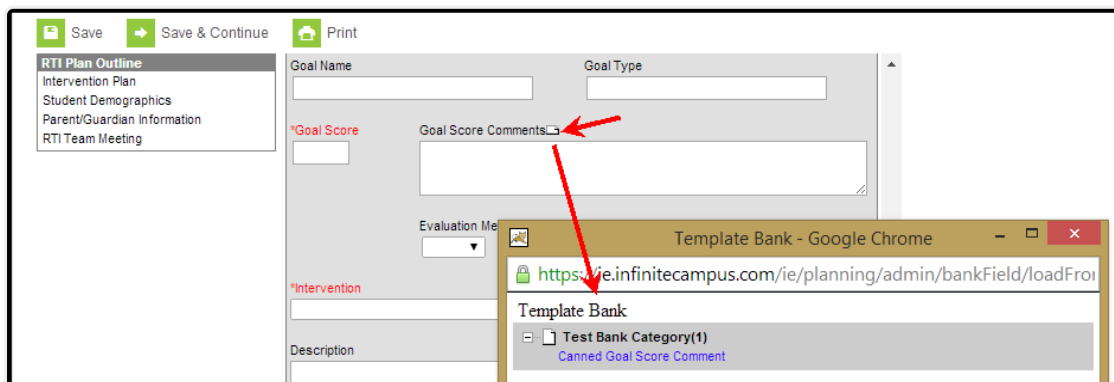 Save Save & Continue Print
RTI Plan Outline
Intervention Plan
Student Demographics
Parent/Guardian Information
RTI Team Meeting
Goal Name Goal Type
*Goal Score Goal Score Comments
Evaluation Me
*Intervention
Description
Template Bank - Google Chrome
https://ie.infinitecampus.com/ie/planning/admin/bankField/loadFro
Template Bank
Test Bank Category(1)
Canned Goal Score Comment